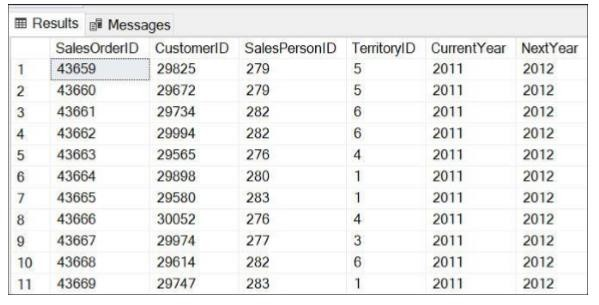 Results Messages
SalesOrderID CustomerID SalesPersonID TerritoryID CurrentYear NextYear
1 43659 29825 279 5 2011 2012
2 43660 29672 279 5 2011 2012
3 43661 29734 282 6 2011 2012
4 43662 29994 282 6 2011 2012
5 43663 29565 276 4 2011 2012
6 43664 29898 280 1 2011 2012
7 43665 29580 283 1 2011 2012
8 43666 30052 276 4 2011 2012
9 43667 29974 277 3 2011 2012
10 43668 29614 282 6 2011 2012
11 43669 29747 283 1 2011 2012